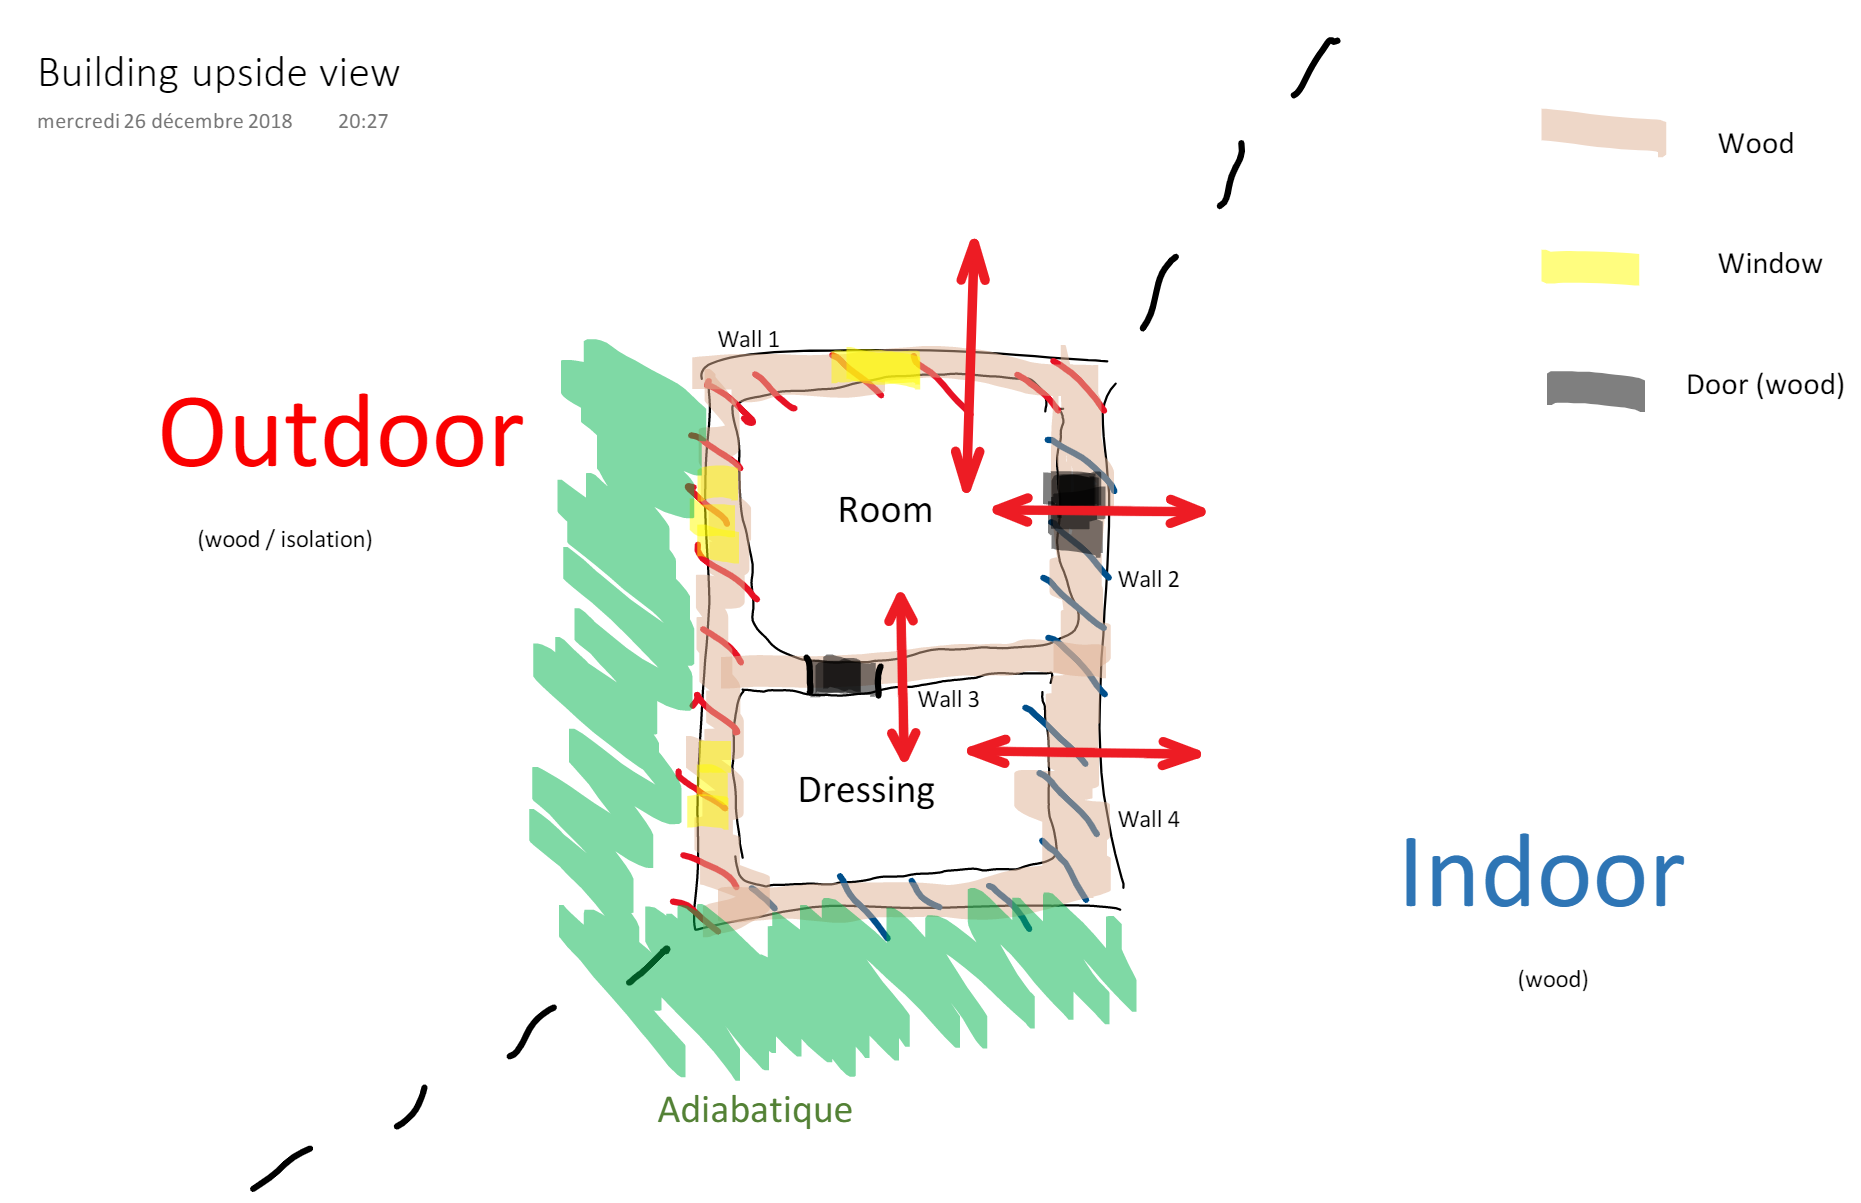 Building upside view
mercredi 26 décembre 2018 20:27
Wood
Window
Door (wood)
Wall 1
Outdoor
(wood / isolation)
Room
Wall 2
Wall 3
Dressing
Wall 4
Indoor
(wood)
Adiabatique